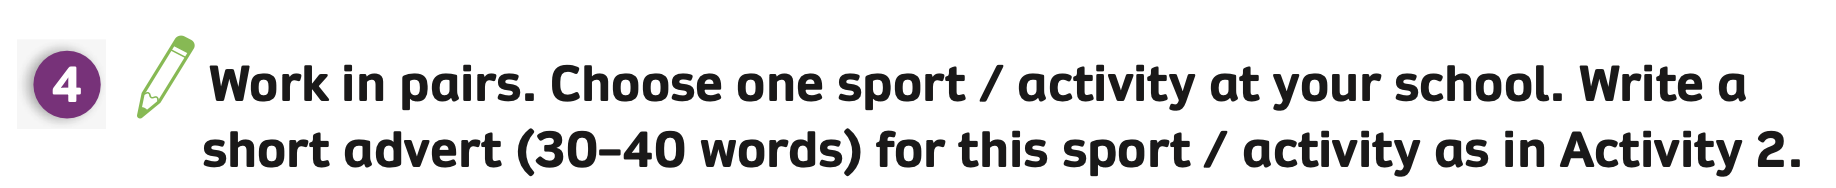 4 Work in pairs. Choose one sport / activity at your school. Write a
short advert (30–40 words) for this sport / activity as in Activity 2.